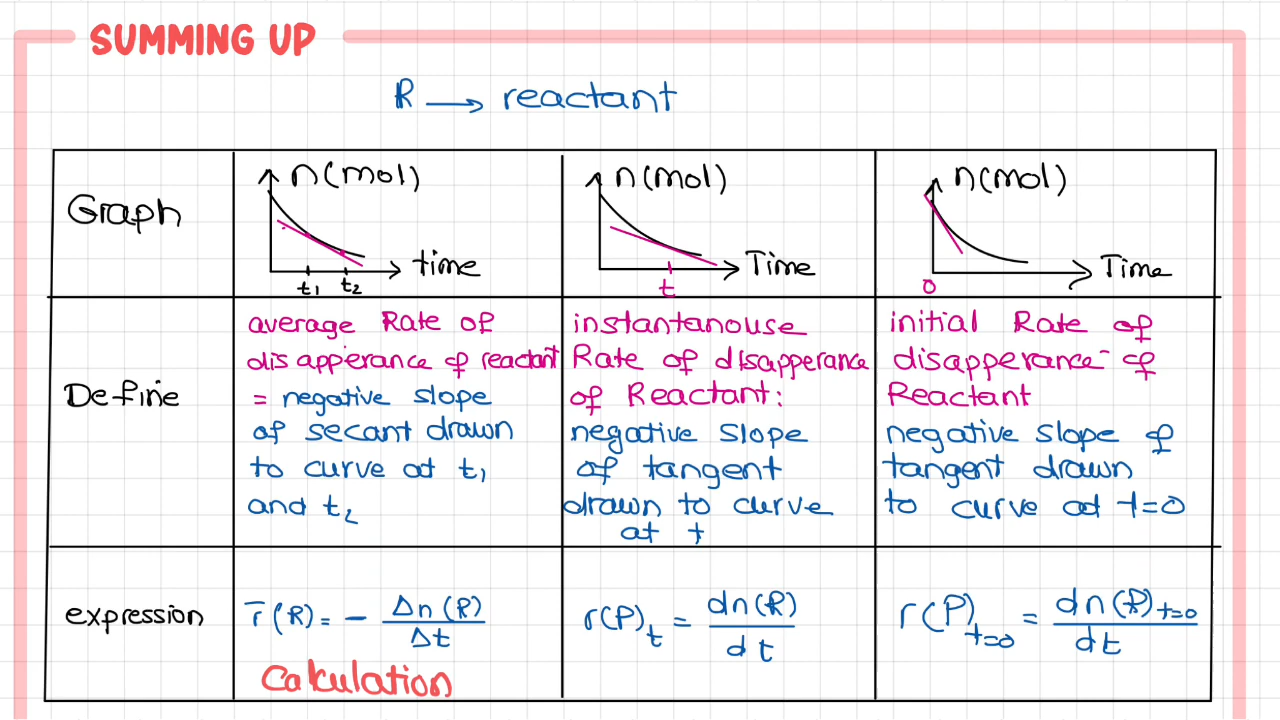 SUMMING UP
R → reactant
Graph
n(mol)
time
t₁ t₂
n(mol)
Time
t
n(mol)
Time
0
Define
average Rate of
disapperance of reactant
= negative slope
of secant drawn
to curve at t₁
and t₂
instantanouse
Rate of disapperance
of Reactant:
negative slope
of tangent
drawn to curve
at t
initial Rate of
disapperance of
Reactant
negative slope of
tangent drawn
to curve at t=0
expression
r̄(R) = − Δn(R)/Δt
Calculation
r(P)ₜ = dn(R)/dt
r(P)ₜ₌₀ = dn(R)ₜ₌₀/dt